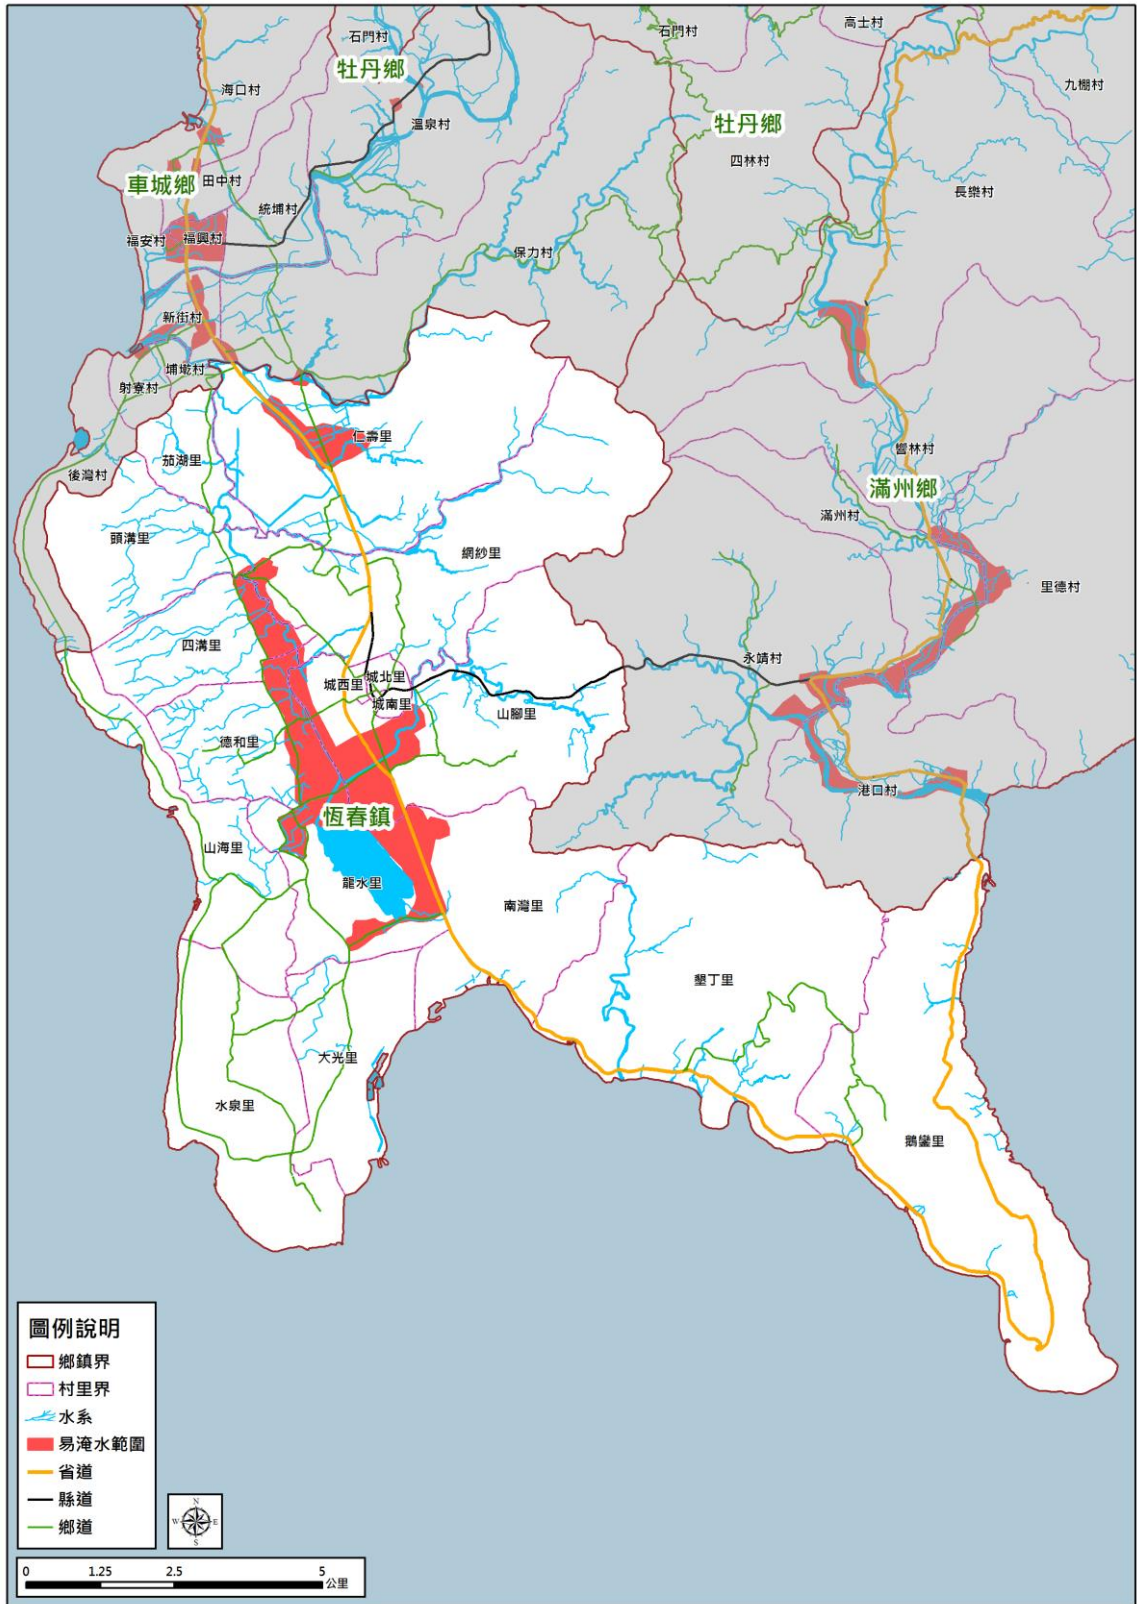 石門村
石門村
高士村
牡丹鄉
海口村
九棚村
溫泉村
牡丹鄉
四林村
田中村
車城鄉
長樂村
統埔村
福安村
福興村
保力村
新街村
埔墘村
射寮村
仁壽里
響林村
茄湖里
後灣村
滿州鄉
滿州村
頭溝里
網紗里
里德村
四溝里
永靖村
城北里
城西里
城南里
山腳里
德和里
港口村
恆春鎮
山海里
龍水里
南灣里
墾丁里
大光里
水泉里
鵝鑾里
圖例說明
鄉鎮界
村里界
水系
易淹水範圍
省道
縣道
鄉道
N
W E
S
0 1.25 2.5 5
公里